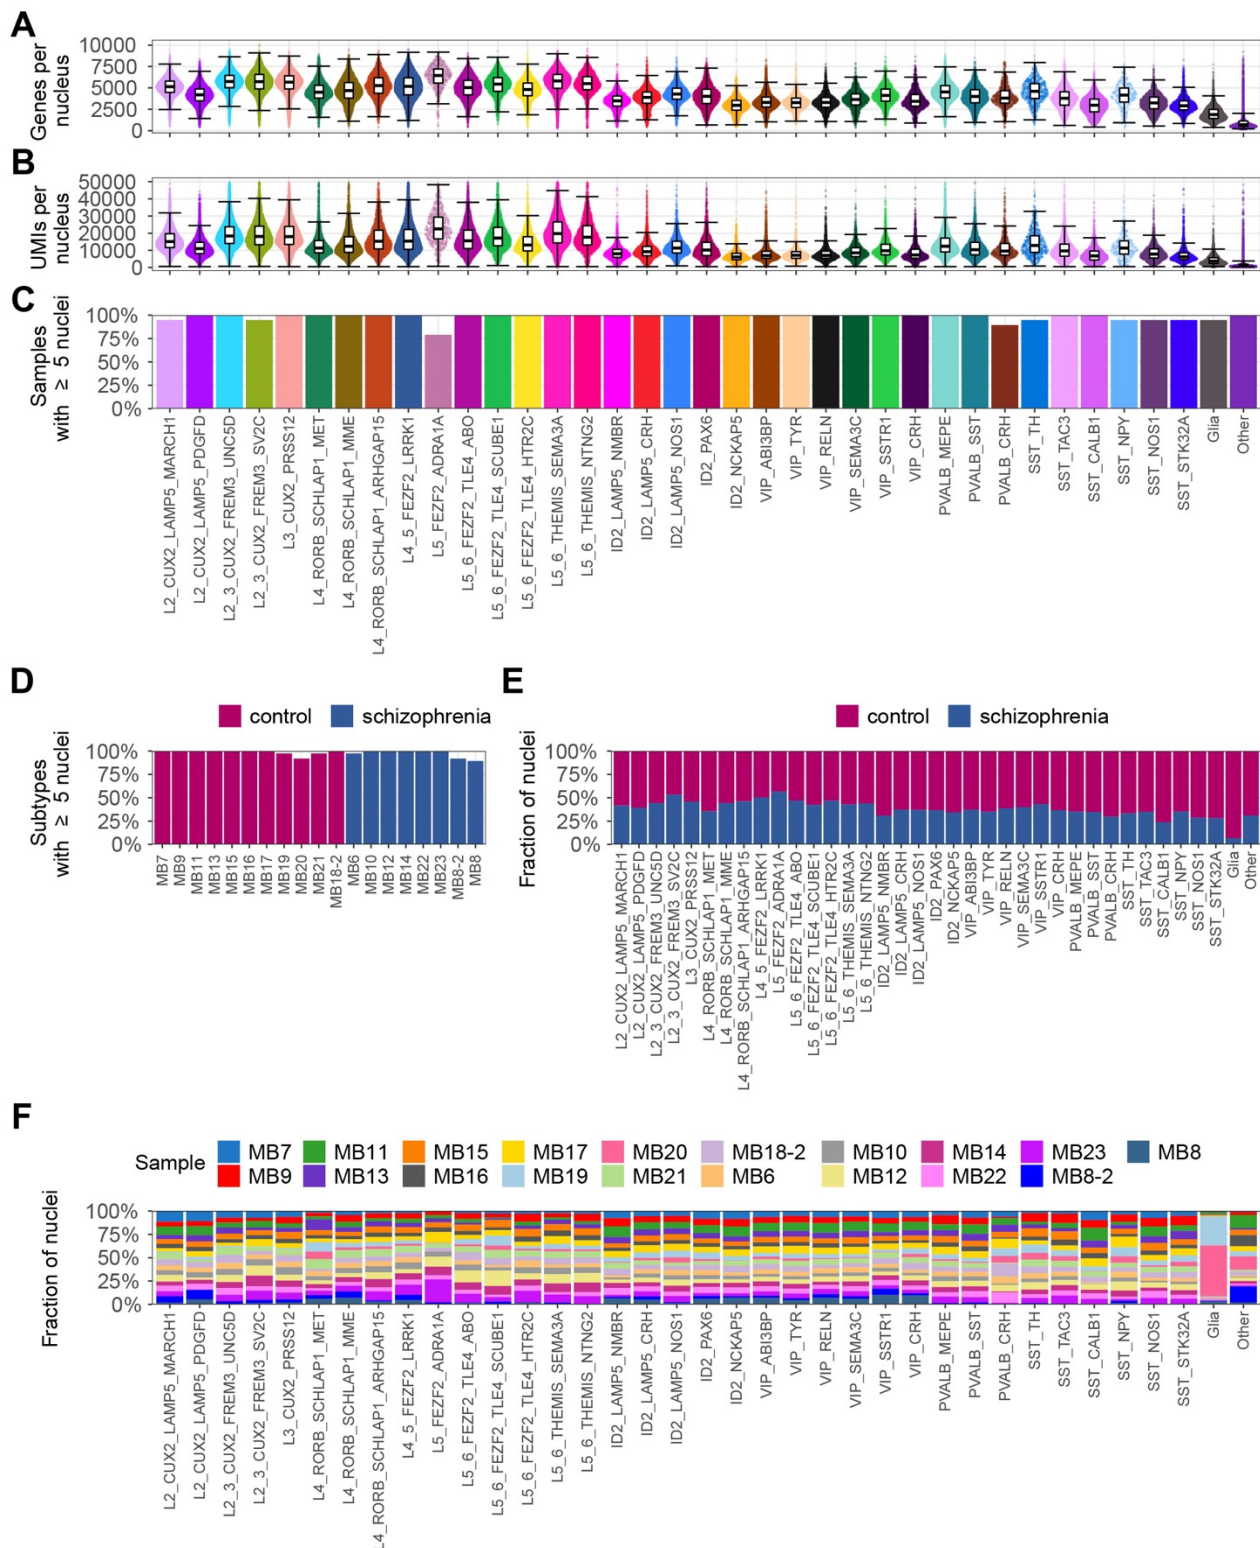 A
Genes per
nucleus
10000
7500
5000
2500
0
B
UMIs per
nucleus
50000
40000
30000
20000
10000
0
C
Samples
with ≥ 5 nuclei
100%
75%
50%
25%
0%
L2_CUX2_LAMP5_MARCH1
L2_CUX2_LAMP5_PDGFD
L2_3_CUX2_FREM3_UNC5D
L2_3_CUX2_FREM3_SV2C
L3_CUX2_PRSS12
L4_RORB_SCHLAP1_MET
L4_RORB_SCHLAP1_MME
L4_RORB_SCHLAP1_ARHGAP15
L4_5_FEZF2_LRRK1
L5_FEZF2_ADRA1A
L5_6_FEZF2_TLE4_ABO
L5_6_FEZF2_TLE4_SCUBE1
L5_6_FEZF2_TLE4_HTR2C
L5_6_THEMIS_SEMA3A
L5_6_THEMIS_NTNG2
ID2_LAMP5_NMBR
ID2_LAMP5_CRH
ID2_LAMP5_NOS1
ID2_PAX6
ID2_NCKAP5
VIP_ABI3BP
VIP_TYR
VIP_RELN
VIP_SEMA3C
VIP_SSTR1
VIP_CRH
PVALB_MEPE
PVALB_SST
PVALB_CRH
SST_TH
SST_TAC3
SST_CALB1
SST_NPY
SST_NOS1
SST_STK32A
Glia
Other
D
control schizophrenia
Subtypes
with ≥ 5 nuclei
100%
75%
50%
25%
0%
MB7
MB9
MB11
MB13
MB15
MB16
MB17
MB19
MB20
MB21
MB18-2
MB6
MB10
MB12
MB14
MB22
MB23
MB8-2
MB8
E
control schizophrenia
Fraction of nuclei
100%
75%
50%
25%
0%
L2_CUX2_LAMP5_MARCH1
L2_CUX2_LAMP5_PDGFD
L2_3_CUX2_FREM3_UNC5D
L2_3_CUX2_FREM3_SV2C
L3_CUX2_PRSS12
L4_RORB_SCHLAP1_MET
L4_RORB_SCHLAP1_MME
L4_RORB_SCHLAP1_ARHGAP15
L4_5_FEZF2_LRRK1
L5_FEZF2_ADRA1A
L5_6_FEZF2_TLE4_ABO
L5_6_FEZF2_TLE4_SCUBE1
L5_6_FEZF2_TLE4_HTR2C
L5_6_THEMIS_SEMA3A
L5_6_THEMIS_NTNG2
ID2_LAMP5_NMBR
ID2_LAMP5_CRH
ID2_LAMP5_NOS1
ID2_PAX6
ID2_NCKAP5
VIP_ABI3BP
VIP_TYR
VIP_RELN
VIP_SEMA3C
VIP_SSTR1
VIP_CRH
PVALB_MEPE
PVALB_SST
PVALB_CRH
SST_TH
SST_TAC3
SST_CALB1
SST_NPY
SST_NOS1
SST_STK32A
Glia
Other
F
Sample
MB7 MB11 MB15 MB17 MB20 MB18-2 MB10 MB14 MB23 MB8
MB9 MB13 MB16 MB19 MB21 MB6 MB12 MB22 MB8-2
Fraction of nuclei
100%
75%
50%
25%
0%
L2_CUX2_LAMP5_MARCH1
L2_CUX2_LAMP5_PDGFD
L2_3_CUX2_FREM3_UNC5D
L2_3_CUX2_FREM3_SV2C
L3_CUX2_PRSS12
L4_RORB_SCHLAP1_MET
L4_RORB_SCHLAP1_MME
L4_RORB_SCHLAP1_ARHGAP15
L4_5_FEZF2_LRRK1
L5_FEZF2_ADRA1A
L5_6_FEZF2_TLE4_ABO
L5_6_FEZF2_TLE4_SCUBE1
L5_6_FEZF2_TLE4_HTR2C
L5_6_THEMIS_SEMA3A
L5_6_THEMIS_NTNG2
ID2_LAMP5_NMBR
ID2_LAMP5_CRH
ID2_LAMP5_NOS1
ID2_PAX6
ID2_NCKAP5
VIP_ABI3BP
VIP_TYR
VIP_RELN
VIP_SEMA3C
VIP_SSTR1
VIP_CRH
PVALB_MEPE
PVALB_SST
PVALB_CRH
SST_TH
SST_TAC3
SST_CALB1
SST_NPY
SST_NOS1
SST_STK32A
Glia
Other